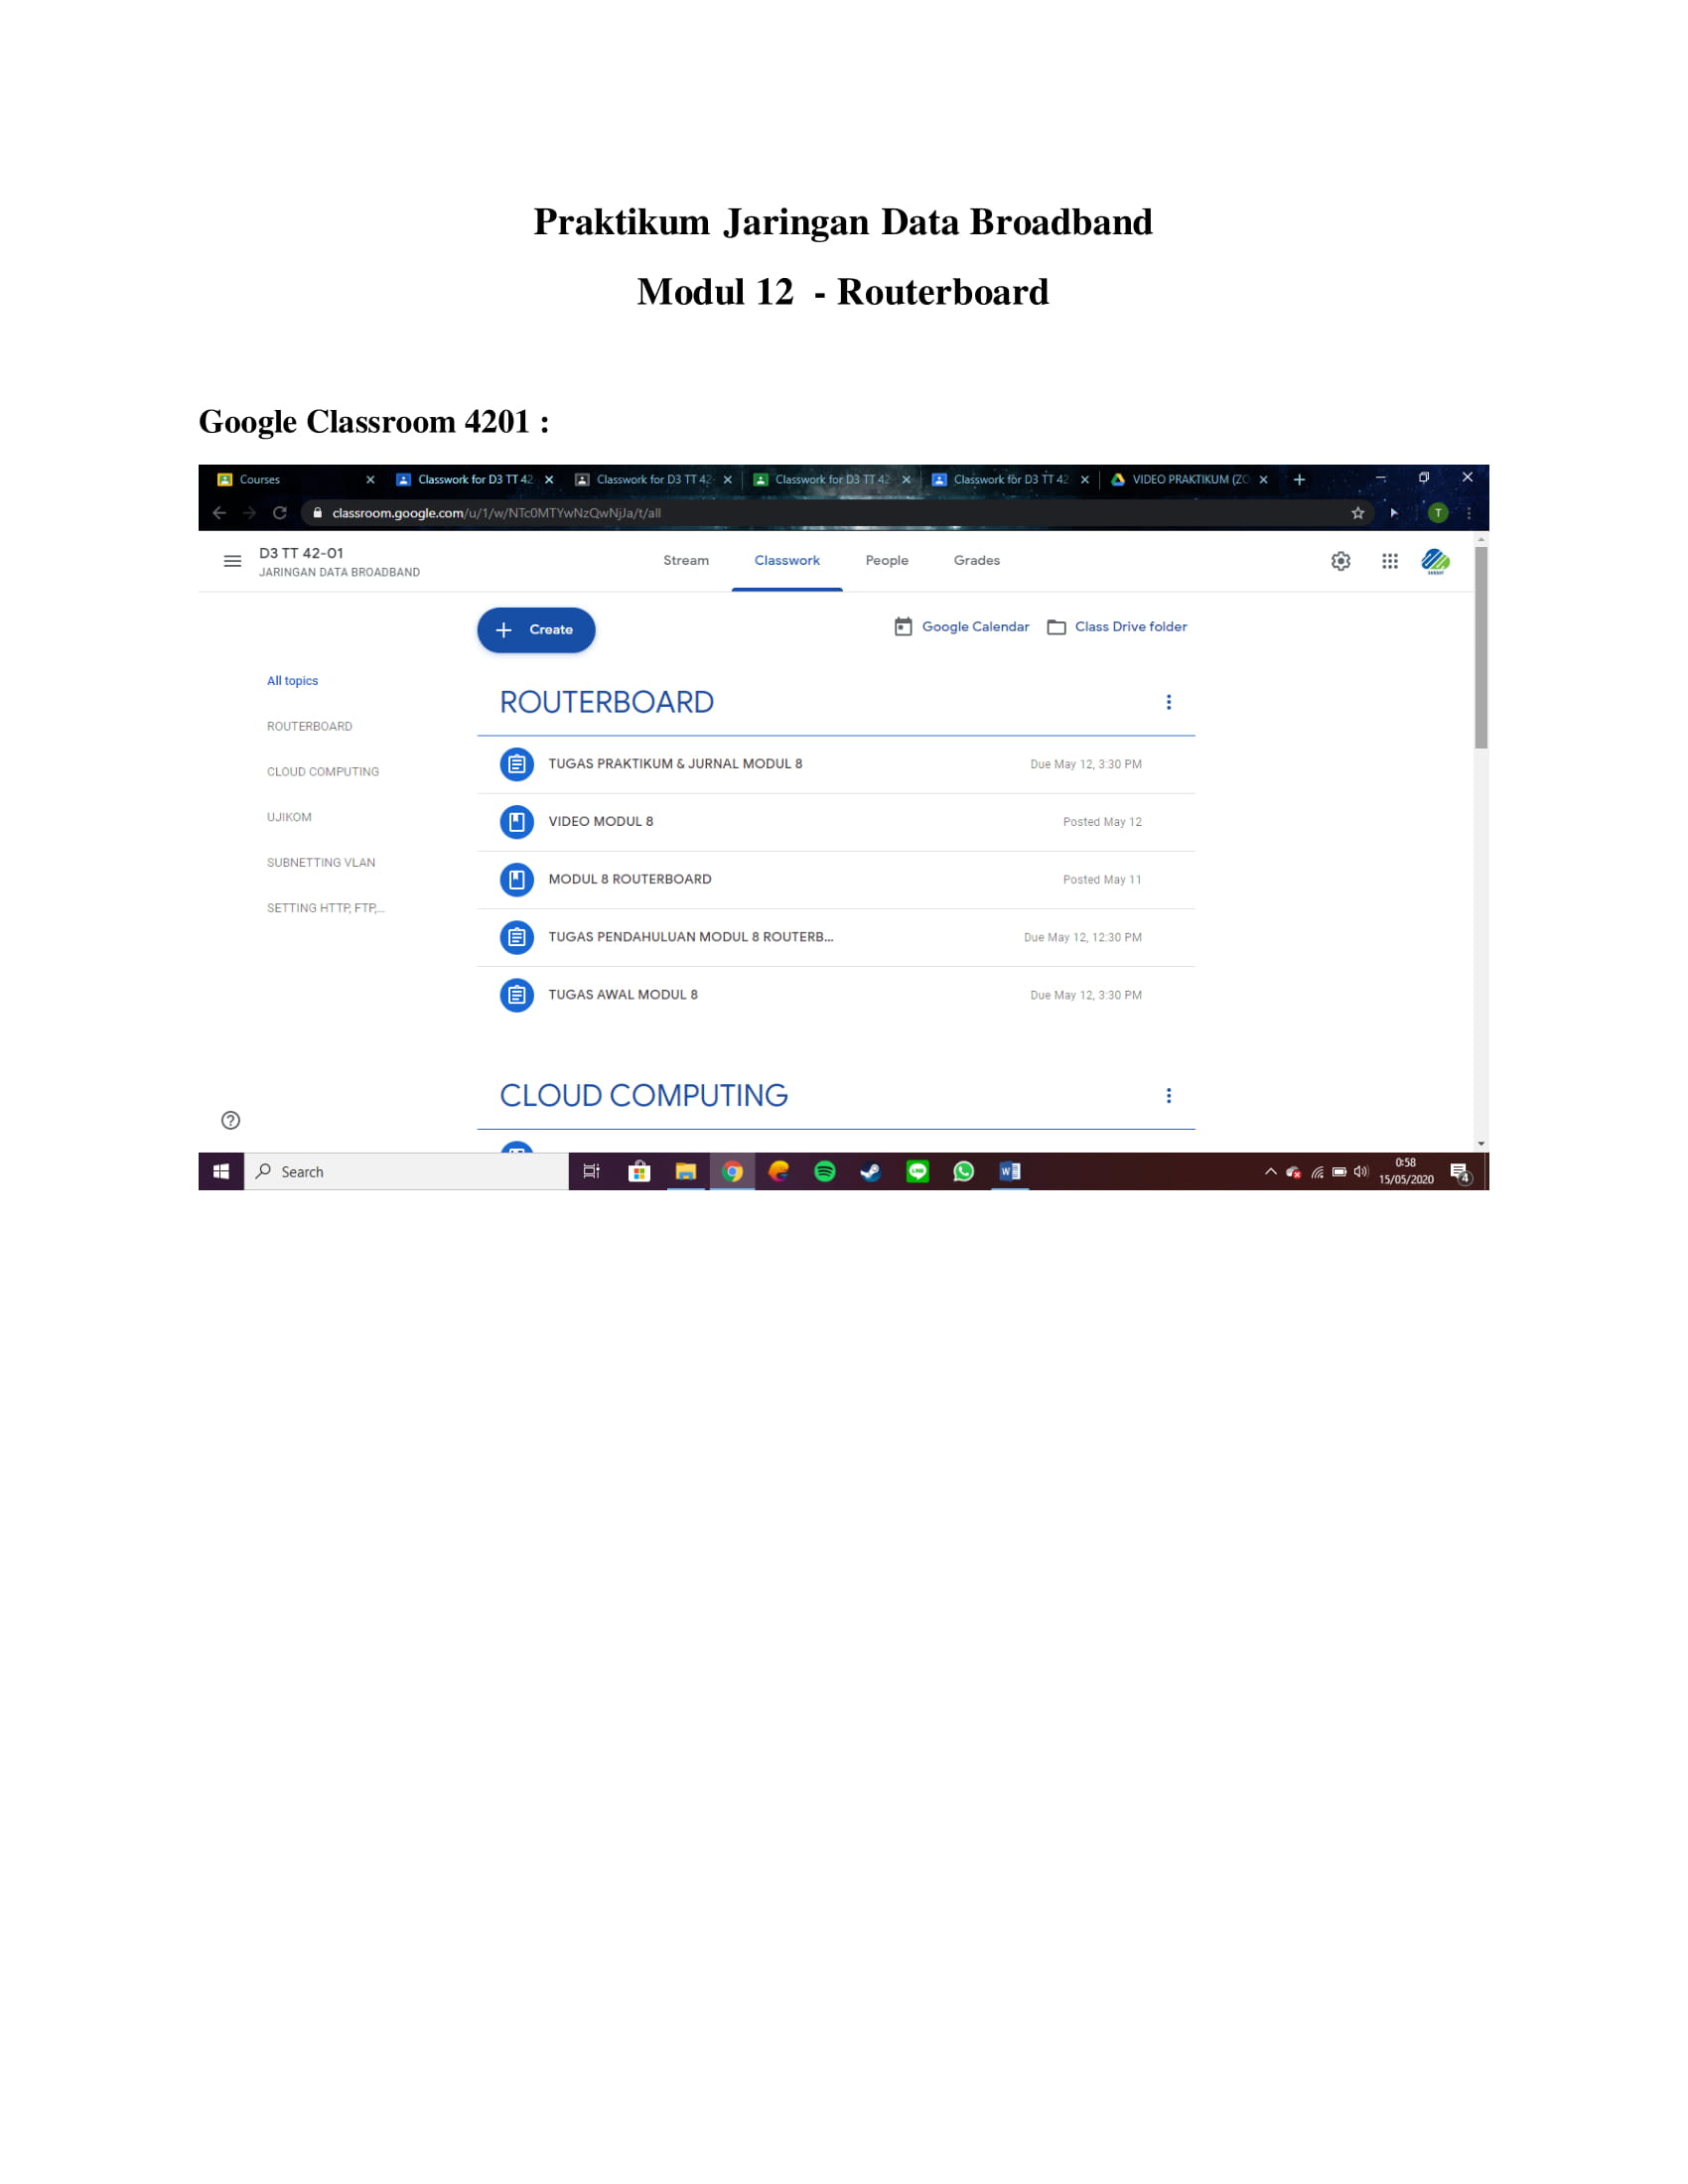 Praktikum Jaringan Data Broadband
Modul 12  - Routerboard
Google Classroom 4201 :
Courses
Classwork for D3 TT 42
Classwork for D3 TT 42
Classwork for D3 TT 42
Classwork for D3 TT 42
VIDEO PRAKTIKUM (ZO
classroom.google.com/u/1/w/NTc0MTYwNzQwNjJa/t/all
T
D3 TT 42-01
JARINGAN DATA BROADBAND
Stream
Classwork
People
Grades
Create
Google Calendar
Class Drive folder
All topics
ROUTERBOARD
CLOUD COMPUTING
UJIKOM
SUBNETTING VLAN
SETTING HTTP, FTP,...
ROUTERBOARD
TUGAS PRAKTIKUM & JURNAL MODUL 8
Due May 12, 3:30 PM
VIDEO MODUL 8
Posted May 12
MODUL 8 ROUTERBOARD
Posted May 11
TUGAS PENDAHULUAN MODUL 8 ROUTERB...
Due May 12, 12:30 PM
TUGAS AWAL MODUL 8
Due May 12, 3:30 PM
CLOUD COMPUTING
Search
0:58
15/05/2020
4